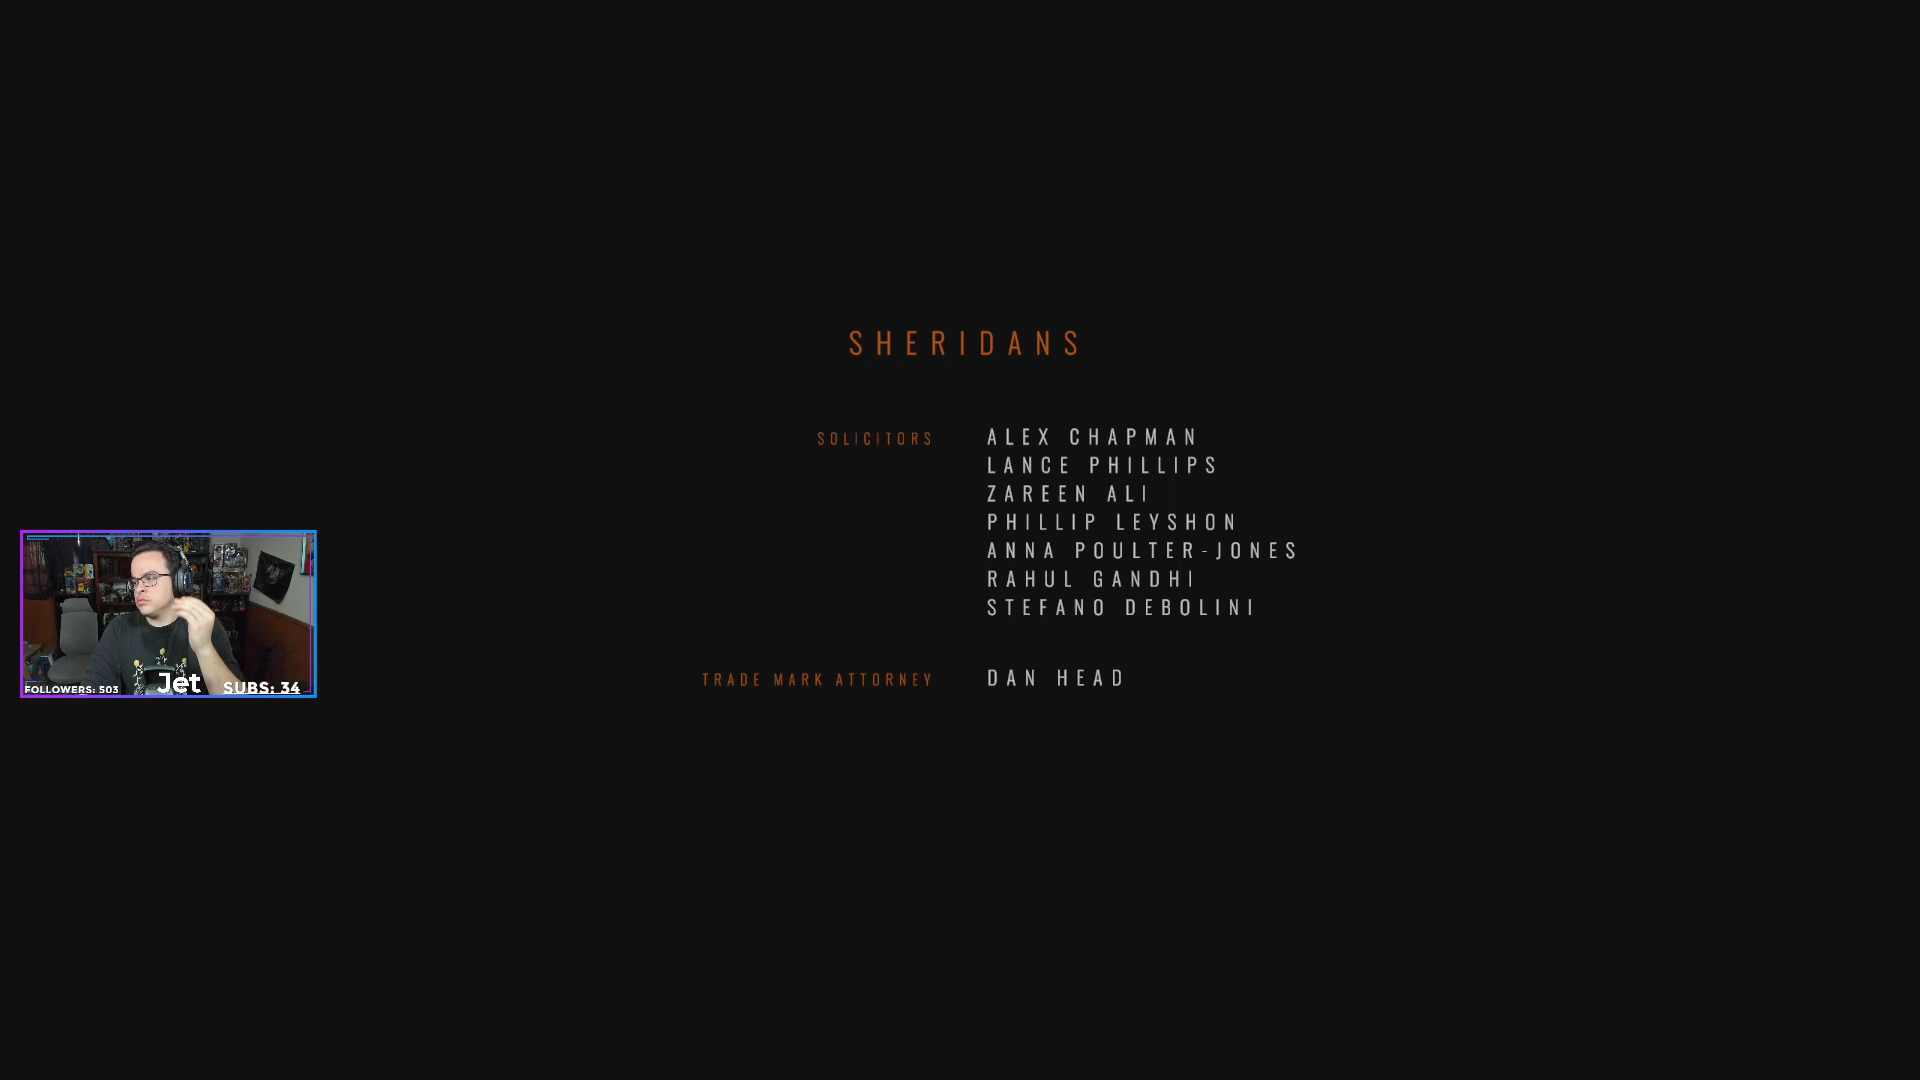 SHERIDANS
SOLICITORS
ALEX CHAPMAN
LANCE PHILLIPS
ZAREEN ALI
PHILLIP LEYSHON
ANNA POULTER-JONES
RAHUL GANDHI
STEFANO DEBOLINI
TRADE MARK ATTORNEY
DAN HEAD
FOLLOWERS: 503
Jet
SUBS: 34